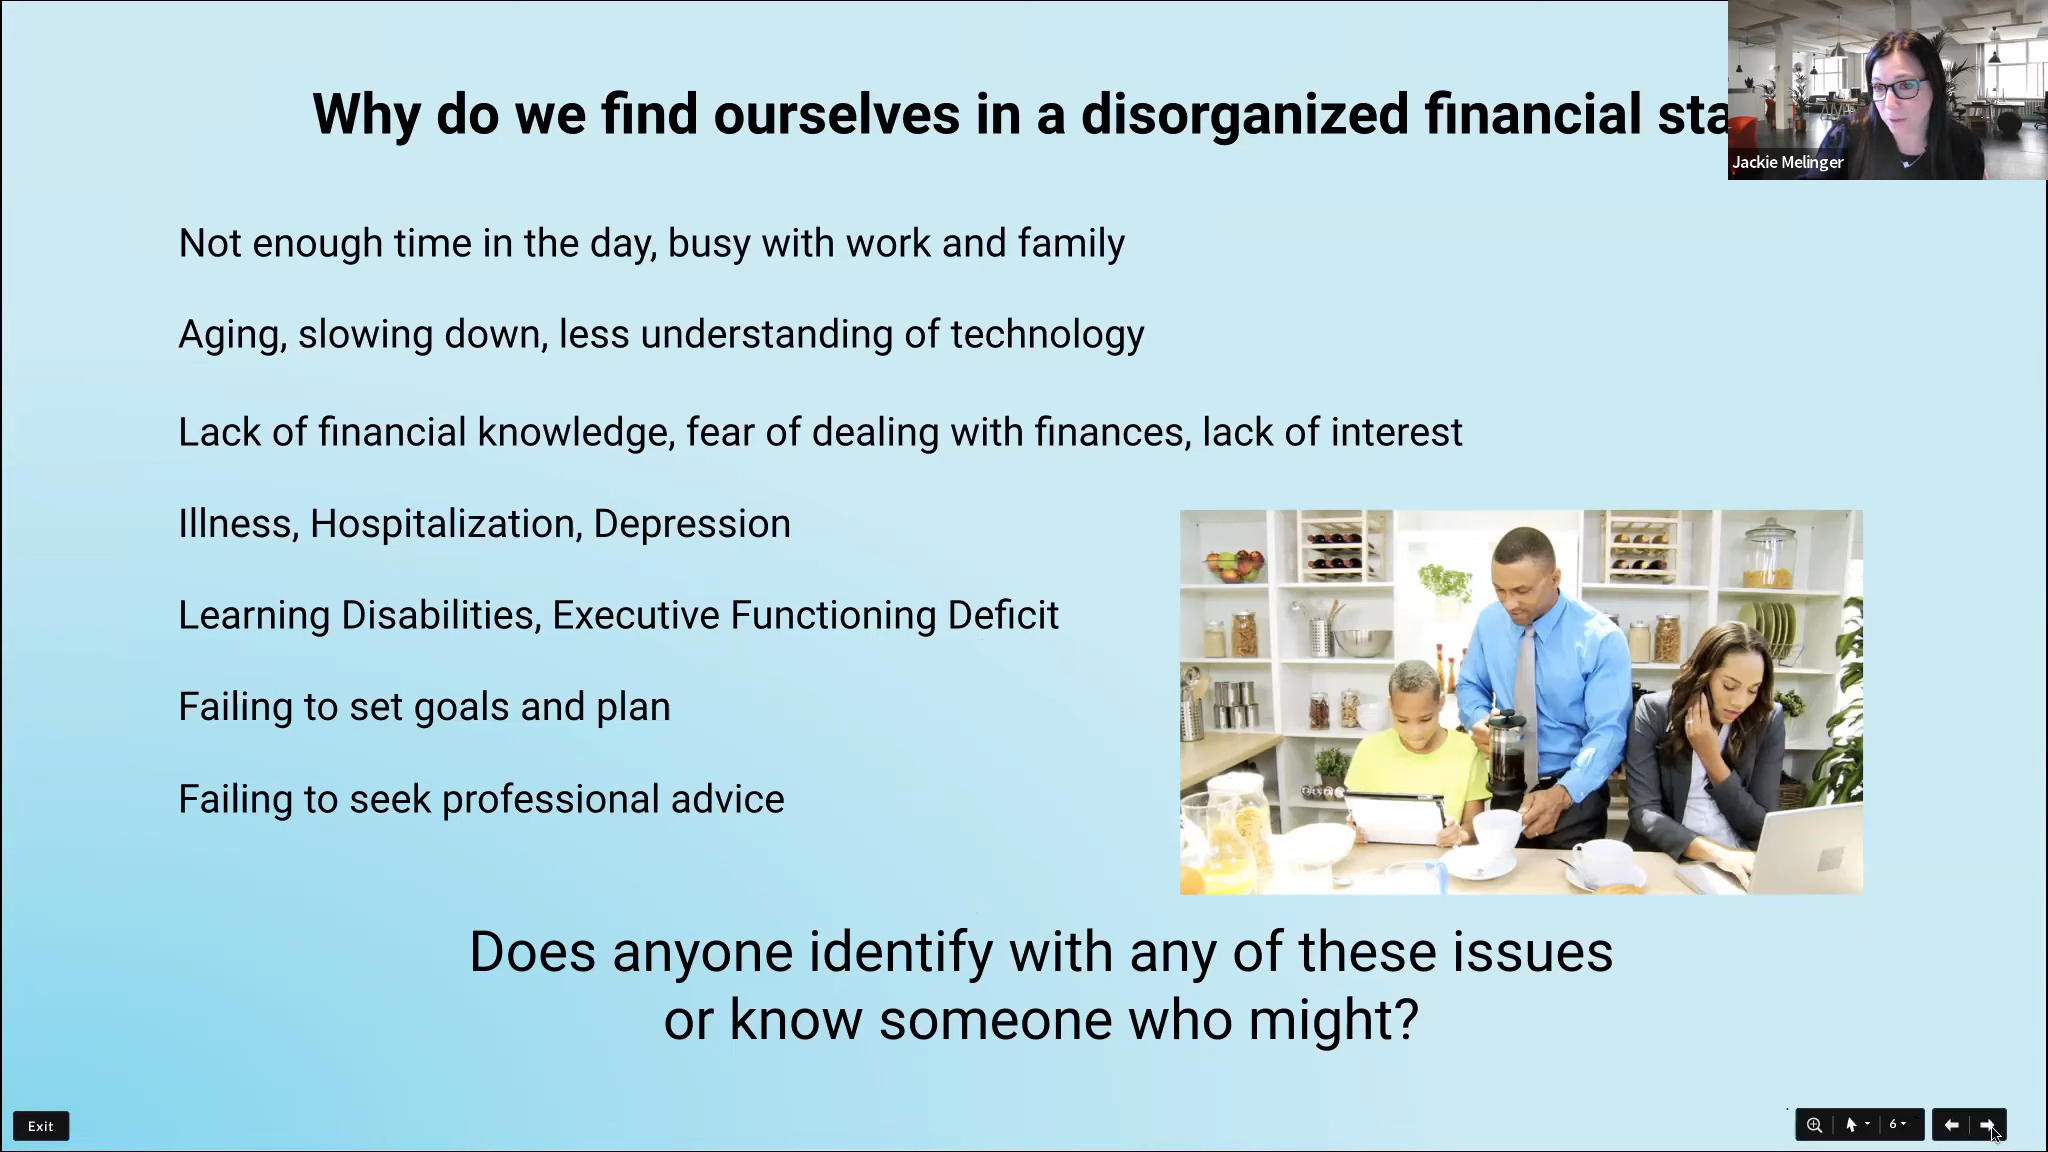 Why do we find ourselves in a disorganized financial
Jackie Melinger
Not enough time in the day, busy with work and family
Aging, slowing down, less understanding of technology
Lack of financial knowledge, fear of dealing with finances, lack of interest
Illness, Hospitalization, Depression
Learning Disabilities, Executive Functioning Deficit
Failing to set goals and plan
Failing to seek professional advice
Does anyone identify with any of these issues
or know someone who might?
Exit
6